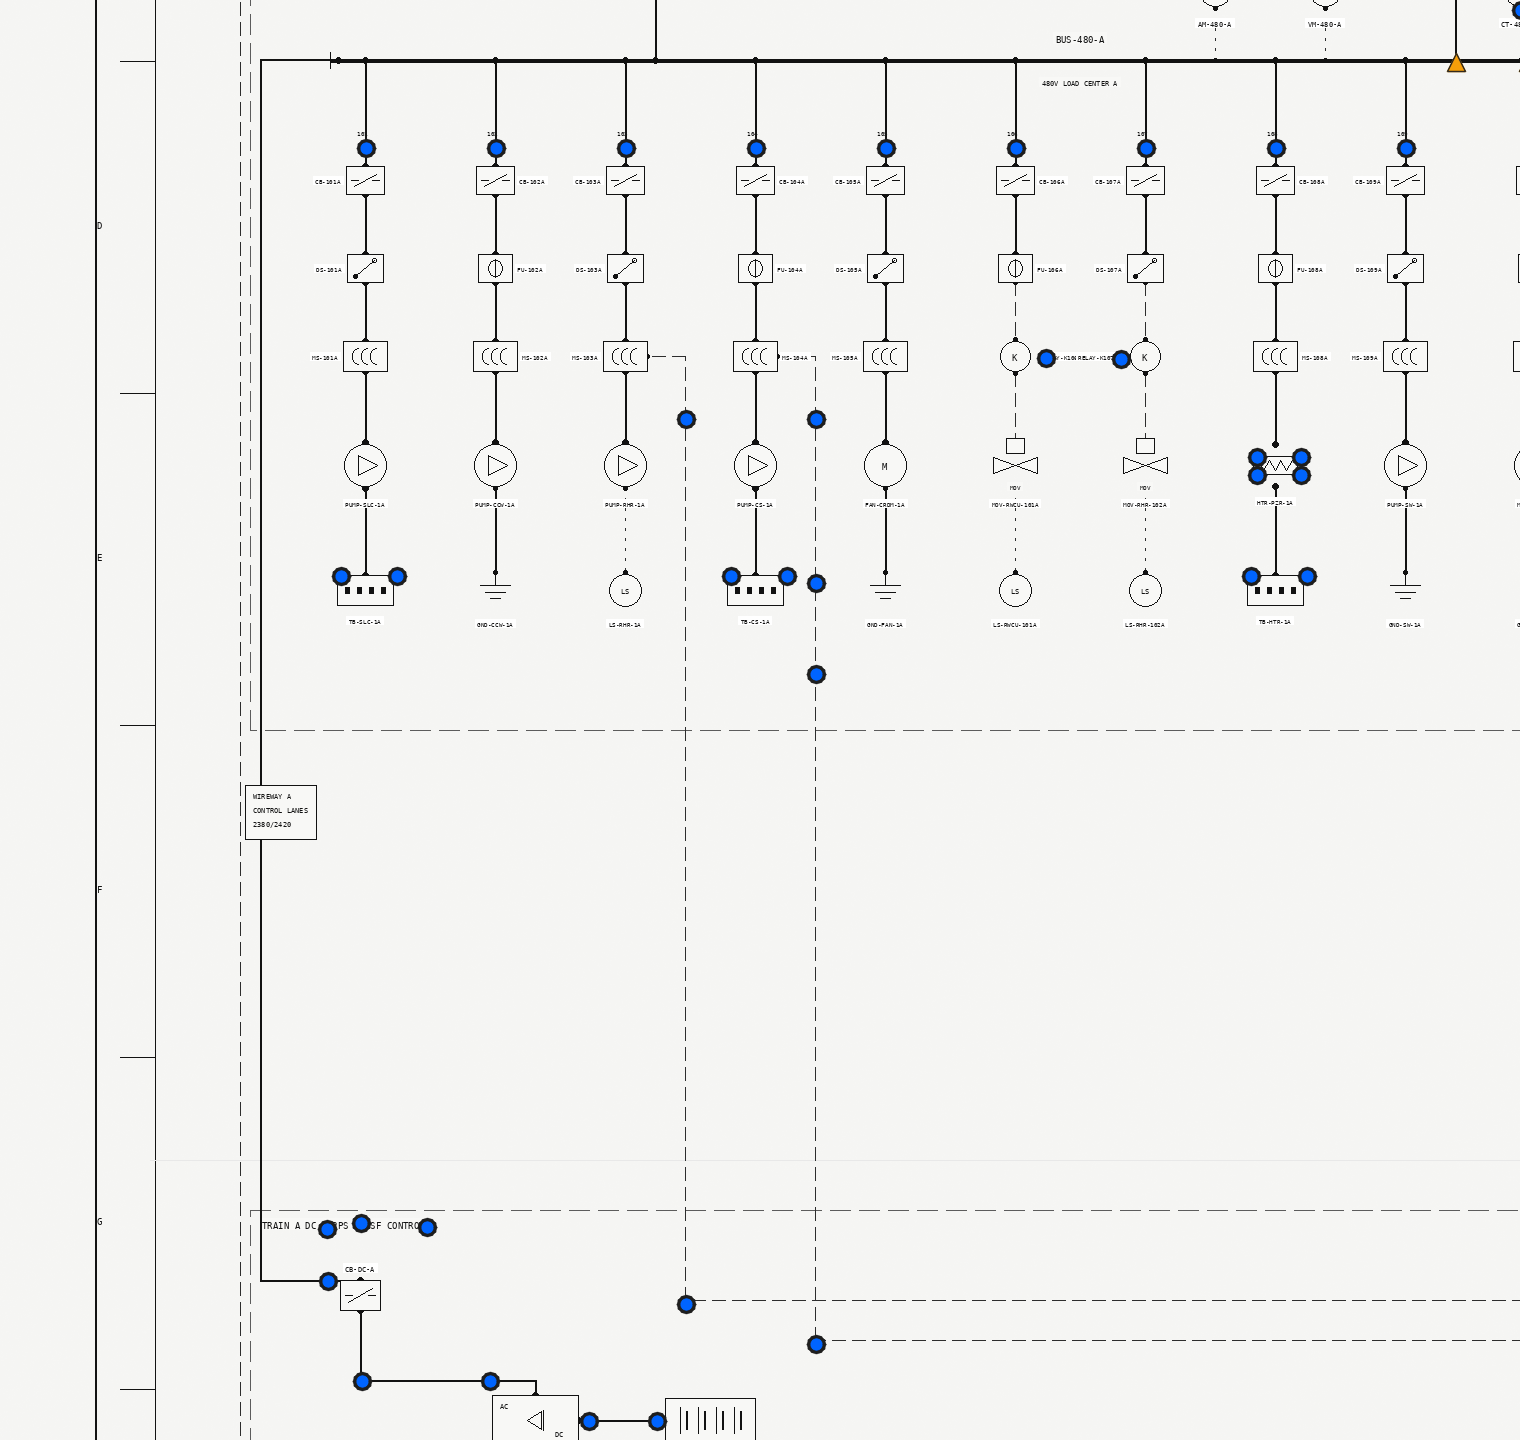 AM-480-A
VM-480-A
BUS-480-A
480V LOAD CENTER A
CB-101A
CB-102A
CB-103A
CB-104A
CB-105A
CB-106A
CB-107A
CB-108A
CB-109A
D
DS-101A
FU-102A
DS-103A
FU-104A
DS-105A
FU-106A
DS-107A
FU-108A
DS-109A
MS-101A
MS-102A
MS-103A
MS-104A
MS-105A
K
K
MS-108A
MS-109A
M
MOV
MOV
PUMP-SLC-1A
PUMP-CCW-1A
PUMP-RHR-1A
PUMP-CS-1A
FAN-CRDM-1A
MOV-RWCU-101A
MOV-RHR-102A
HTR-PZR-1A
PUMP-SW-1A
E
LS
LS
LS
TB-SLC-1A
GND-CCW-1A
LS-RHR-1A
TB-CS-1A
GND-FAN-1A
LS-RWCU-101A
LS-RHR-102A
TB-HTR-1A
GND-SW-1A
WIREWAY A
CONTROL LANES
2380/2420
F
G
TRAIN A DC
CB-DC-A
AC
DC